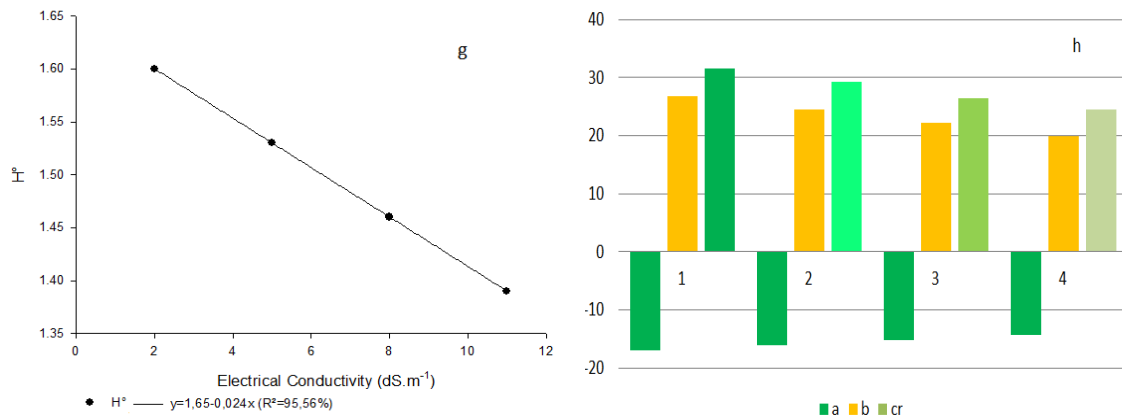 g
1.65
1.60
1.55
1.50
1.45
1.40
1.35
H°
0 2 4 6 8 10 12
Electrical Conductivity (dS.m⁻¹)
H° y=1,65-0,024x (R²=95,56%)
h
40
30
20
10
0
-10
-20
1 2 3 4
a b cr